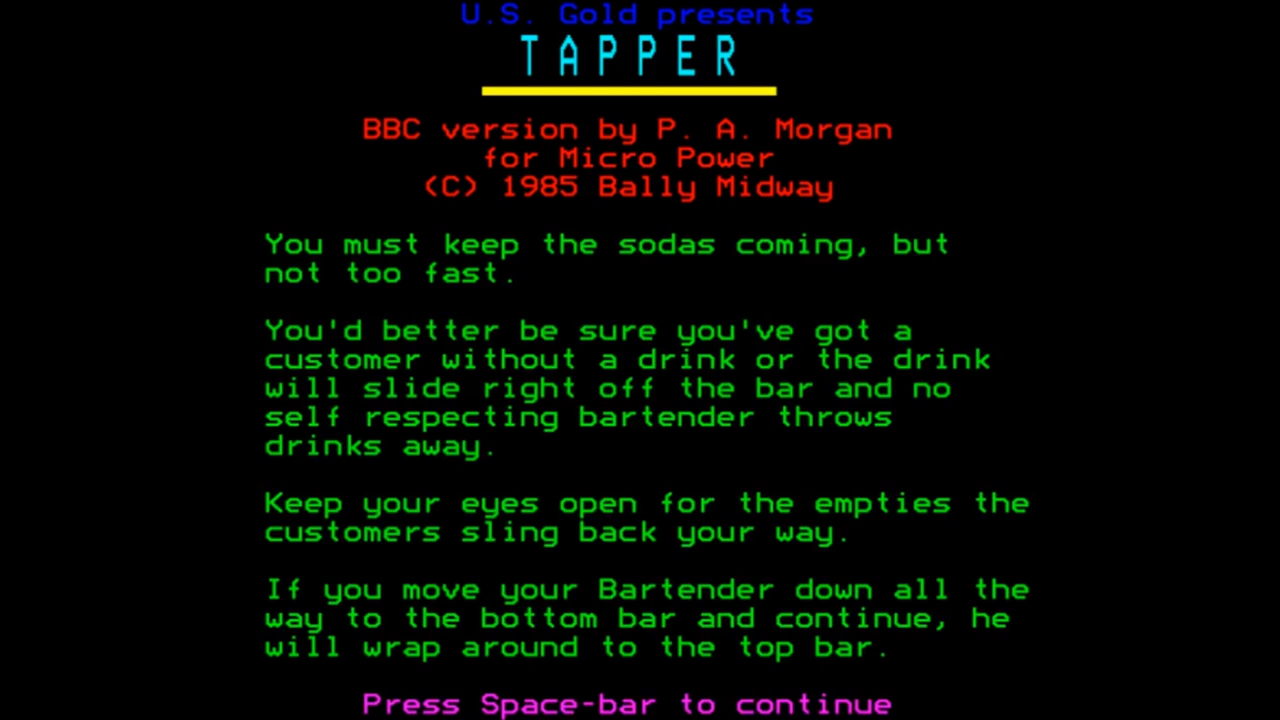 U.S. Gold presents
TAPPER
BBC version by P. A. Morgan
for Micro Power
(C) 1985 Bally Midway
You must keep the sodas coming, but
not too fast.
You'd better be sure you've got a
customer without a drink or the drink
will slide right off the bar and no
self respecting bartender throws
drinks away.
Keep your eyes open for the empties the
customers sling back your way.
If you move your Bartender down all the
way to the bottom bar and continue, he
will wrap around to the top bar.
Press Space-bar to continue